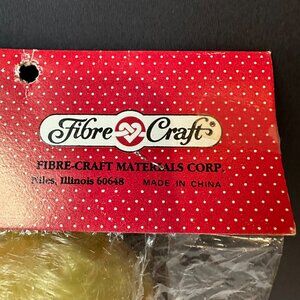 Fibre Craft®
FIBRE-CRAFT MATERIALS CORP.
Niles, Illinois 60648 MADE IN CHINA